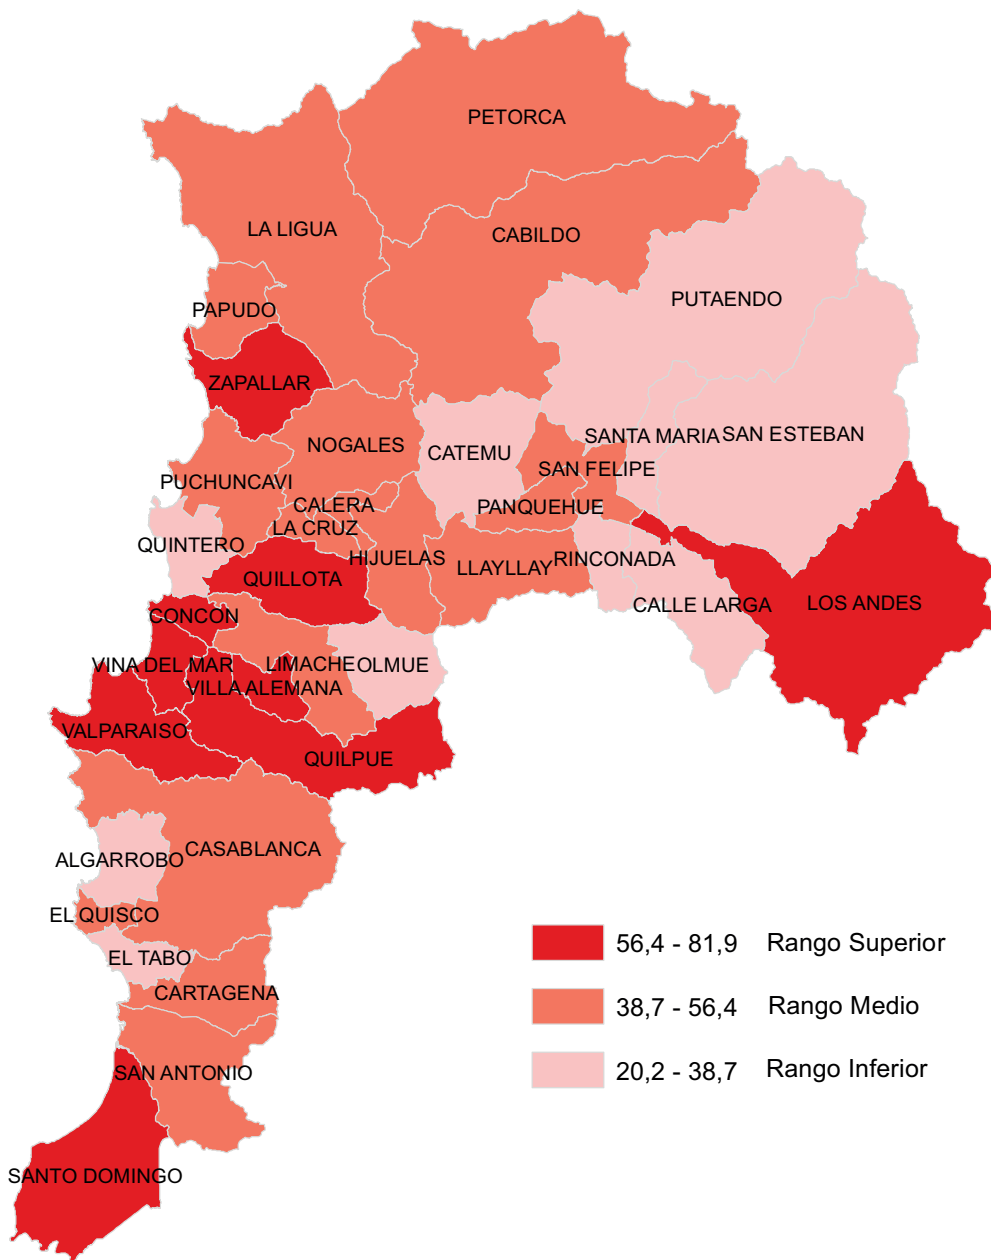 PETORCA
LA LIGUA
CABILDO
PUTAENDO
PAPUDO
ZAPALLAR
SANTA MARIA
SAN ESTEBAN
NOGALES
CATEMU
SAN FELIPE
PUCHUNCAVI
CALERA
PANQUEHUE
LA CRUZ
QUINTERO
HIJUELAS
LLAYLLAY
RINCONADA
QUILLOTA
CALLE LARGA
LOS ANDES
CONCON
VINA DEL MAR
LIMACHE
OLMUE
VILLA ALEMANA
VALPARAISO
QUILPUE
CASABLANCA
ALGARROBO
EL QUISCO
EL TABO
CARTAGENA
SAN ANTONIO
SANTO DOMINGO
56,4 - 81,9 Rango Superior
38,7 - 56,4 Rango Medio
20,2 - 38,7 Rango Inferior